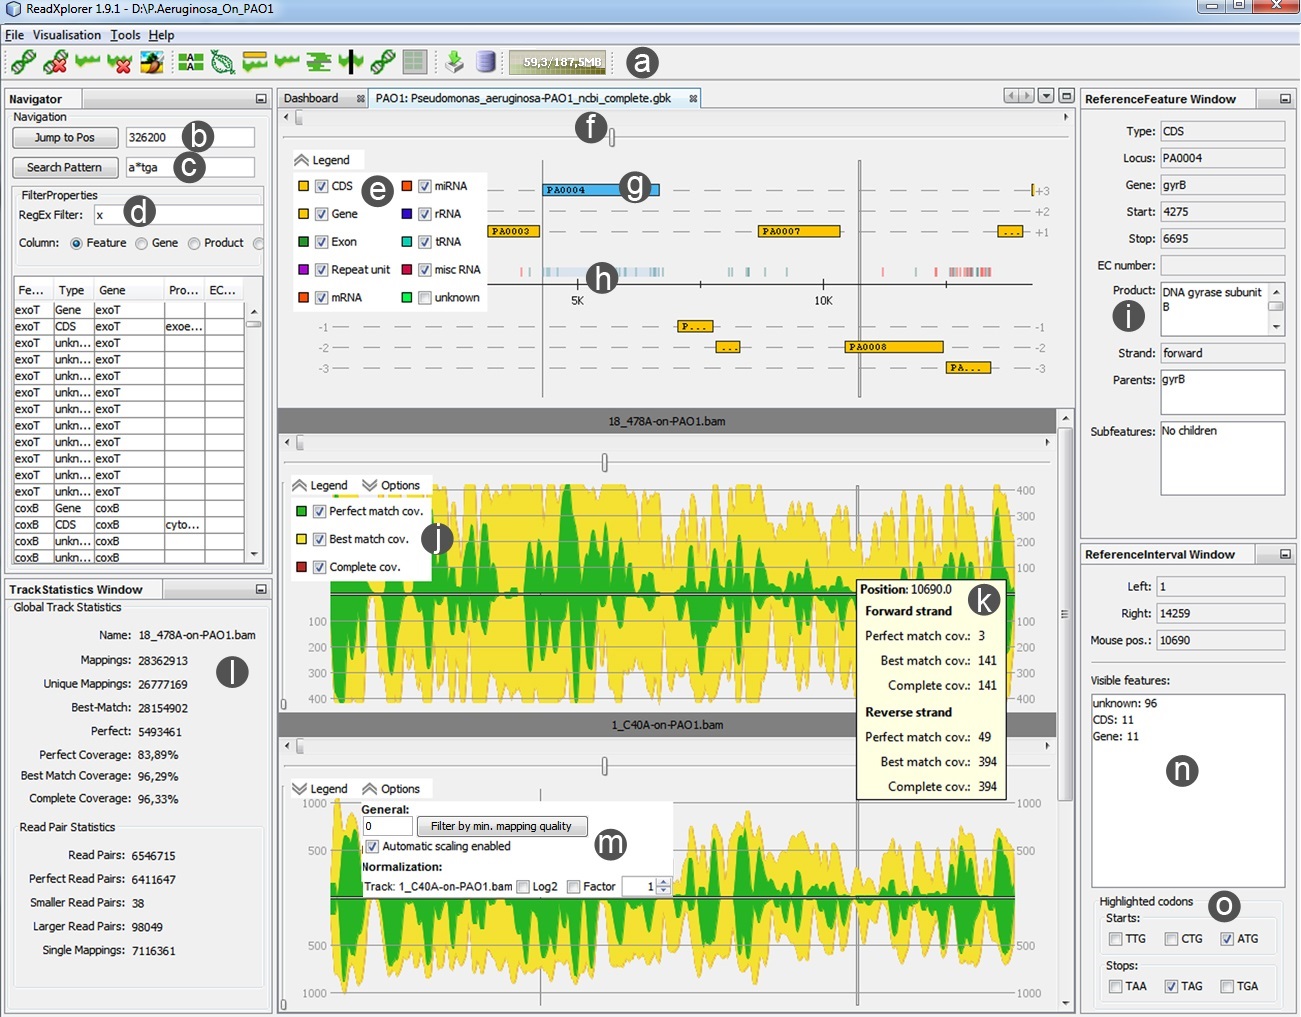 ReadXplorer 1.9.1 - D:\P.Aeruginosa_On_PAO1
File Visualisation Tools Help
59,3/187,5MB
a
Navigator
Navigation
Jump to Pos 326200 b
Search Pattern a*tga c
FilterProperties
RegEx Filter: x d
Column: Feature Gene Product
Fe... Type Gene Pro... EC...
exoT Gene exoT
exoT CDS exoT exoe...
exoT unkn... exoT
exoT unkn... exoT
exoT unkn... exoT
exoT unkn... exoT
exoT unkn... exoT
exoT unkn... exoT
exoT unkn... exoT
exoT unkn... exoT
exoT unkn... exoT
exoT unkn... exoT
coxB Gene coxB
coxB CDS coxB cyto...
coxB unkn... coxB
coxB unkn... coxB
TrackStatistics Window
Global Track Statistics
Name: 18_478A-on-PAO1.bam
Mappings: 28362913
l
Unique Mappings: 26777169
Best-Match: 28154902
Perfect: 5493461
Perfect Coverage: 83,89%
Best Match Coverage: 96,29%
Complete Coverage: 96,33%
Read Pair Statistics
Read Pairs: 6546715
Perfect Read Pairs: 6411647
Smaller Read Pairs: 38
Larger Read Pairs: 98049
Single Mappings: 7116361
Dashboard PAO1: Pseudomonas_aeruginosa-PAO1_ncbi_complete.gbk
f
Legend
CDS e miRNA
Gene rRNA
Exon tRNA
Repeat unit misc RNA
mRNA unknown
PA0004 g +3
+2
PA0003 PA0007 ... +1
h
5K 10K
-1 P... -1
-2 ... PA0008 -2
-3 PA... -3
18_478A-on-PAO1.bam
Legend Options
Perfect match cov.
Best match cov. j
Complete cov.
400
300
200
100
100 100
200 200
300 300
400 400
Position: 10690.0 k
Forward strand
Perfect match cov.: 3
Best match cov.: 141
Complete cov.: 141
Reverse strand
Perfect match cov.: 49
Best match cov.: 394
Complete cov.: 394
1_C40A-on-PAO1.bam
Legend Options
1000 1000
General:
0 Filter by min. mapping quality
500 Automatic scaling enabled m 500
Normalization:
Track: 1_C40A-on-PAO1.bam Log2 Factor 1
500 500
1000 1000
ReferenceFeature Window
Type: CDS
Locus: PA0004
Gene: gyrB
Start: 4275
Stop: 6695
EC number:
Product: DNA gyrase subunit
B
i
Strand: forward
Parents: gyrB
Subfeatures: No children
ReferenceInterval Window
Left: 1
Right: 14259
Mouse pos.: 10690
Visible features:
unknown: 96
CDS: 11
Gene: 11
n
Highlighted codons o
Starts:
TTG CTG ATG
Stops:
TAA TAG TGA